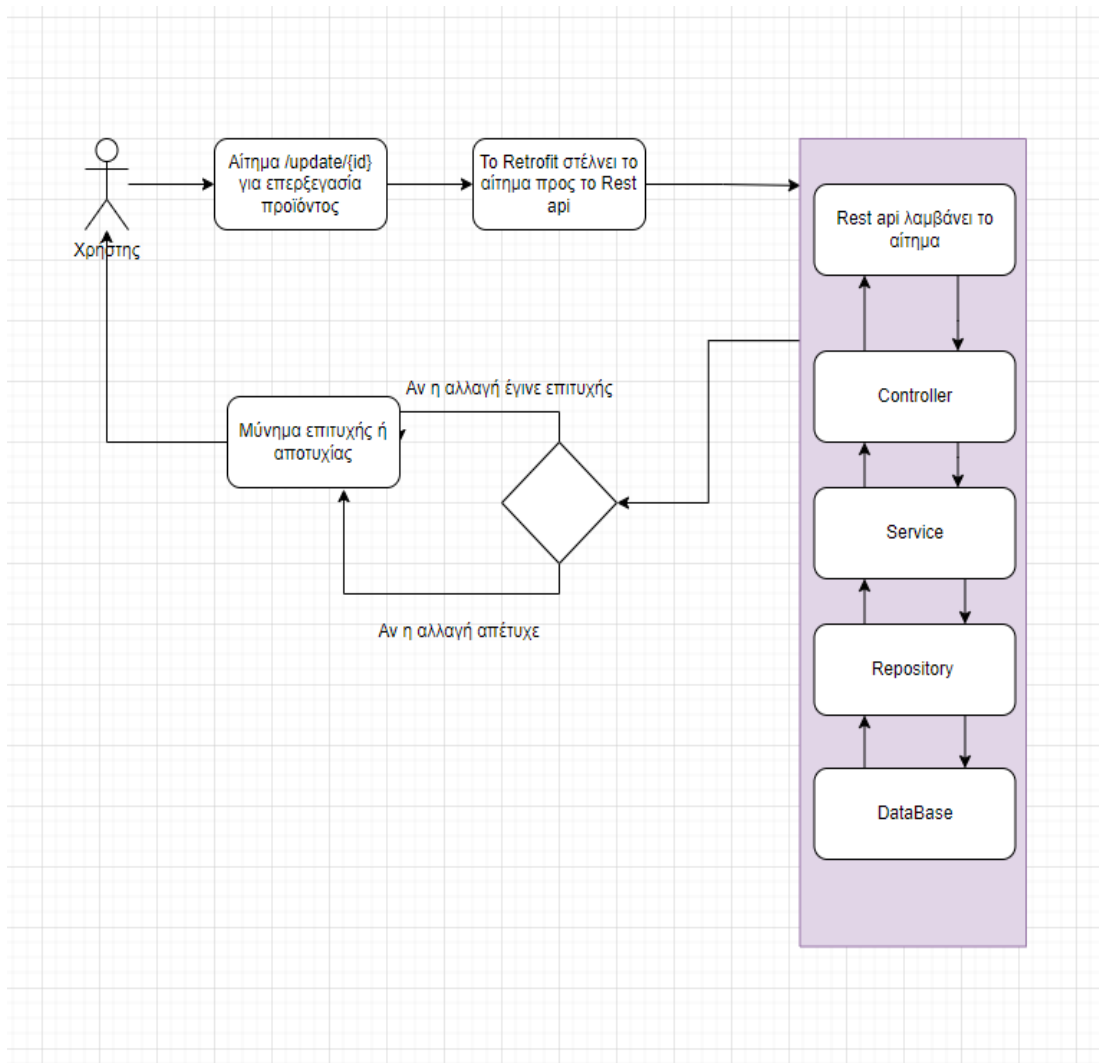 Αίτημα /update/{id}
για επερξεγασία
προϊόντος
Το Retrofit στέλνει το
αίτημα προς το Rest
api
Rest api λαμβάνει το
αίτημα
Χρήστης
Αν η αλλαγή έγινε επιτυχής
Controller
Μύνημα επιτυχής ή
αποτυχίας
Service
Αν η αλλαγή απέτυχε
Repository
DataBase